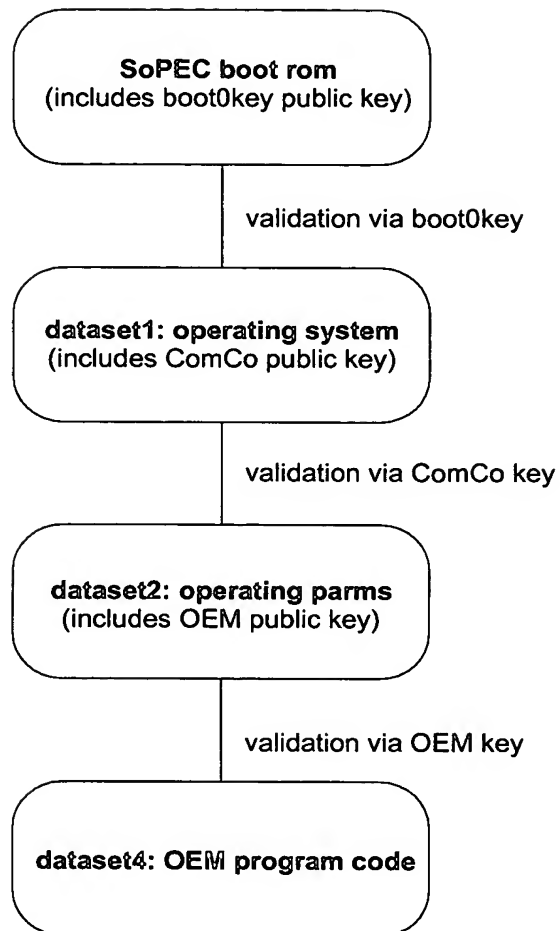 SoPEC boot rom
(includes boot0key public key)
validation via boot0key
dataset1: operating system
(includes ComCo public key)
validation via ComCo key
dataset2: operating parms
(includes OEM public key)
validation via OEM key
dataset4: OEM program code